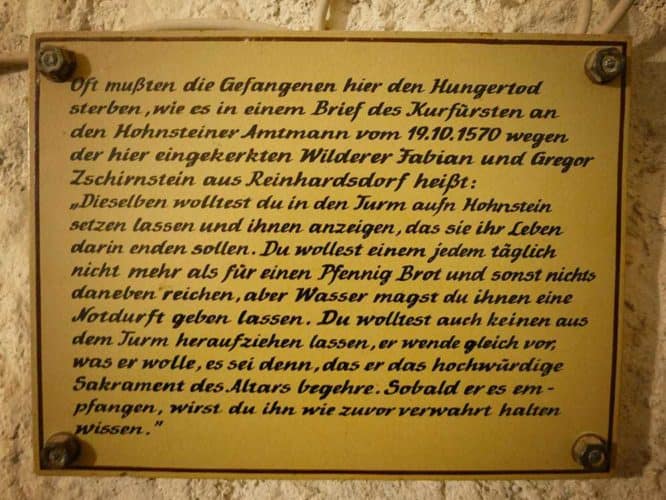 Oft mußten die Gefangenen hier den Hungertod
sterben, wie es in einem Brief des Kurfürsten an
den Hohnsteiner Amtmann vom 19.10.1570 wegen
der hier eingekerkten Wilderer Fabian und Gregor
Zschirnstein aus Reinhardsdorf heißt:
„Dieselben wolltest du in den Turm aufn Hohnstein
setzen lassen und ihnen anzeigen, das sie ihr Leben
darin enden sollen. Du wollest einem jedem täglich
nicht mehr als für einen Pfennig Brot und sonst nichts
daneben reichen, aber Wasser magst du ihnen eine
Notdurft geben lassen. Du wolltest auch keinen aus
dem Turm heraufziehen lassen, er wende gleich vor,
was er wolle, es sei denn, das er das hochwürdige
Sakrament des Altars begehre. Sobald er es em-
pfangen, wirst du ihn wie zuvor verwahrt halten
wissen."